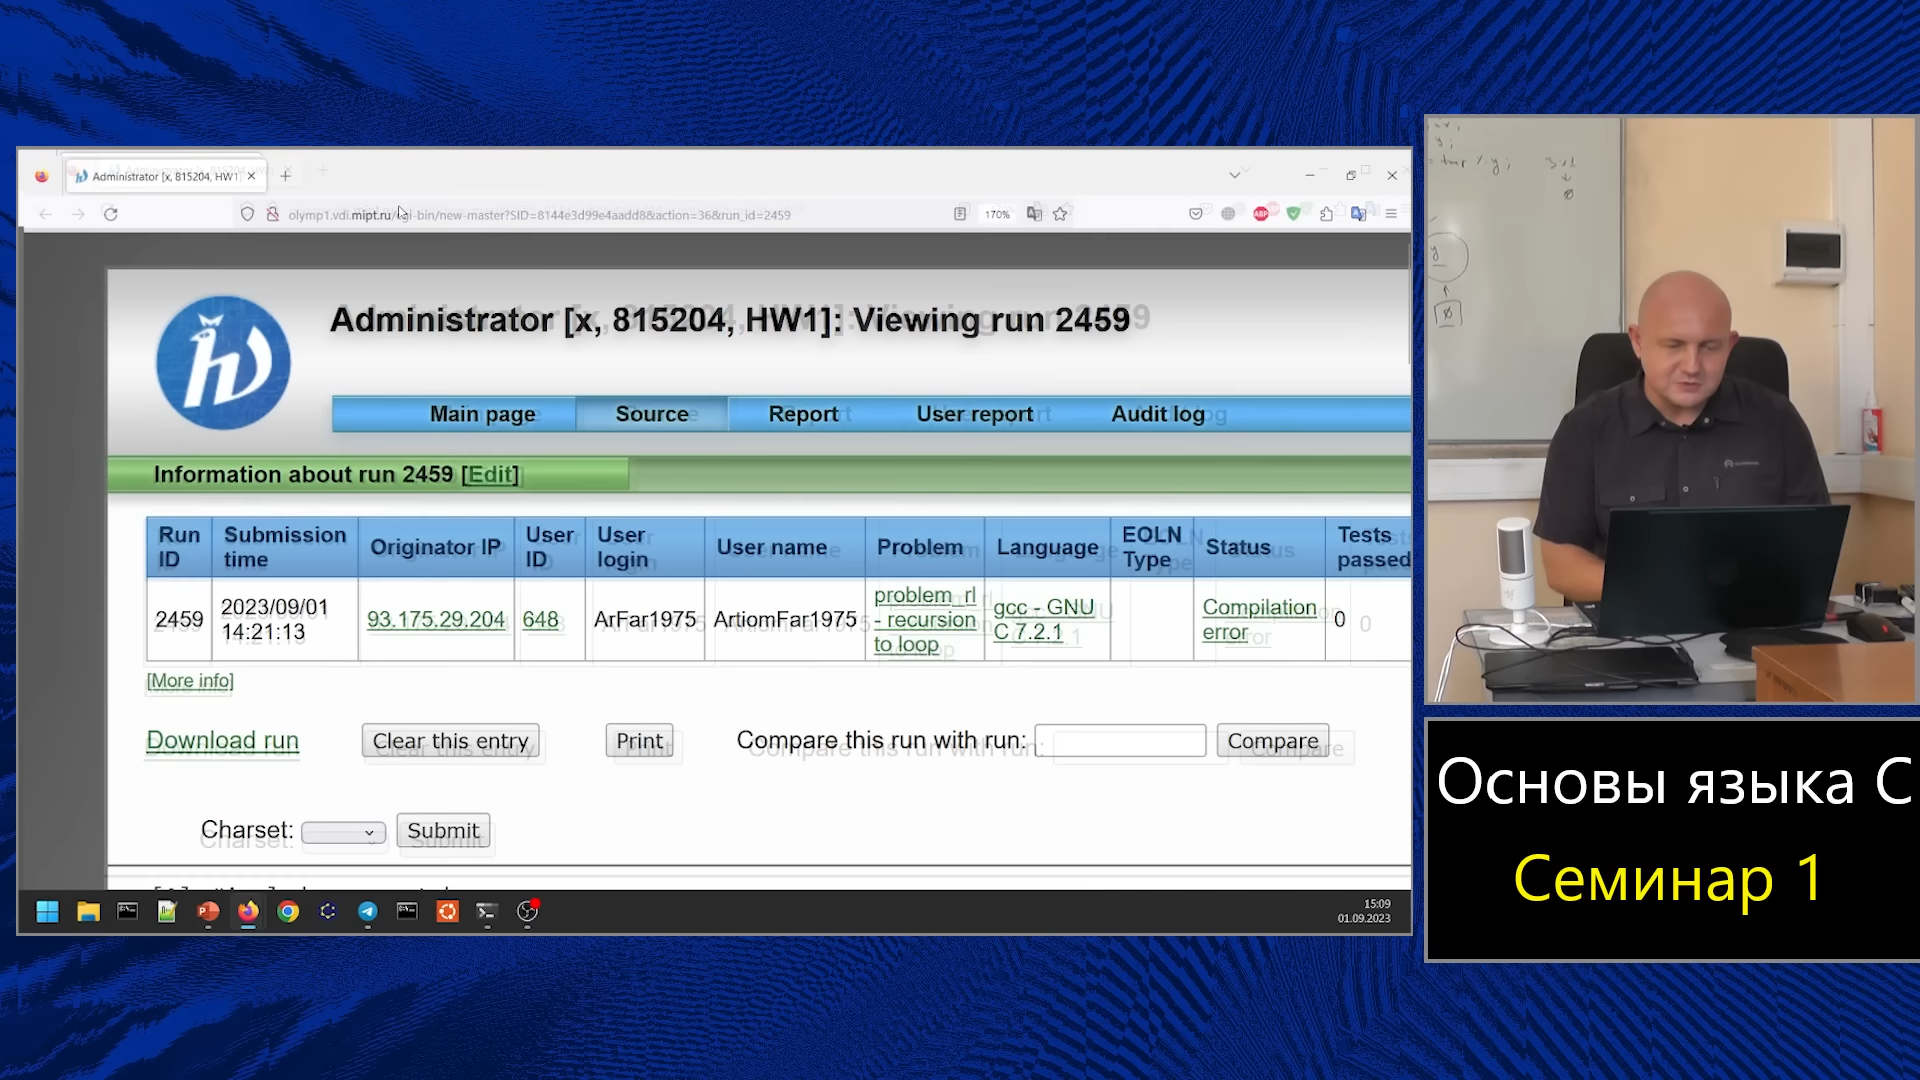 Administrator [x, 815204, HW1
olymp1.vdi.mipt.ru/cgi-bin/new-master?SID=8144e3d99e4aadd8&action=36&run_id=2459
170%
ABP
Administrator [x, 815204, HW1]: Viewing run 2459
Main page Source Report User report Audit log
Information about run 2459 [Edit]
Run ID Submission time Originator IP User ID User login User name Problem Language EOLN Type Status Tests passed
2459 2023/09/01 14:21:13 93.175.29.204 648 ArFar1975 ArtiomFar1975 problem_rl - recursion to loop gcc - GNU C 7.2.1 Compilation error 0
[More info]
Download run Clear this entry Print Compare this run with run: Compare
Charset: Submit
15:09
01.09.2023
Основы языка C
Семинар 1